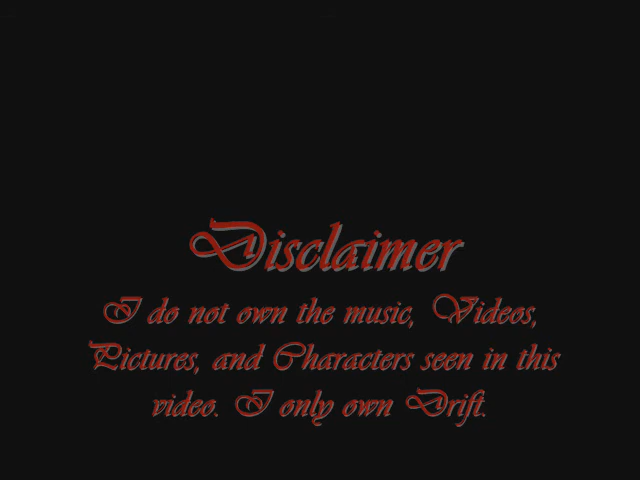 Disclaimer
I do not own the music, Videos,
Pictures, and Characters seen in this
video. I only own Drift.